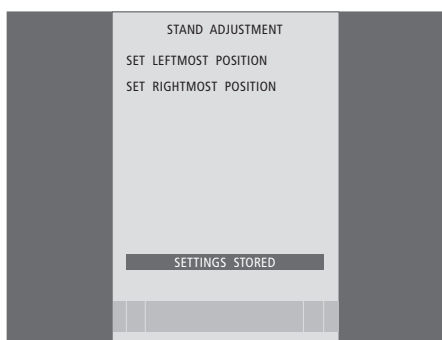 STAND ADJUSTMENT
SET LEFTMOST POSITION
SET RIGHTMOST POSITION
SETTINGS STORED